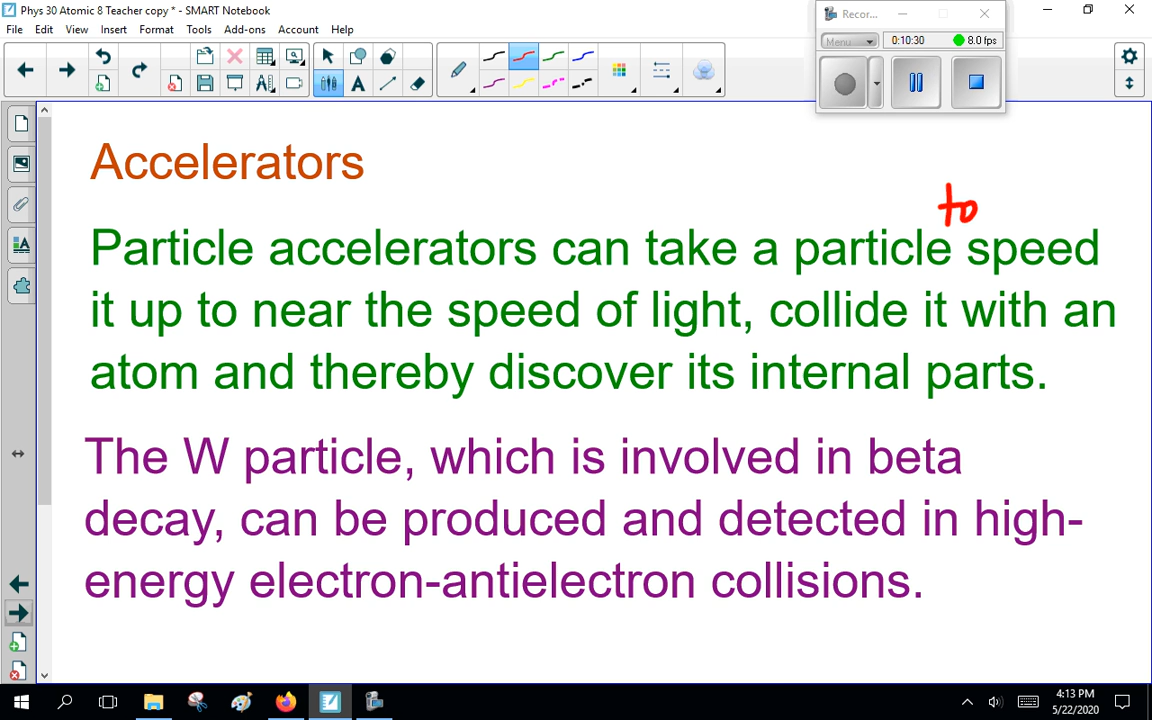 Phys 30 Atomic 8 Teacher copy * - SMART Notebook
Recor...
File Edit View Insert Format Tools Add-ons Account Help
Menu 0:10:30 8.0 fps
Accelerators
to
Particle accelerators can take a particle speed
it up to near the speed of light, collide it with an
atom and thereby discover its internal parts.
The W particle, which is involved in beta
decay, can be produced and detected in high-
energy electron-antielectron collisions.
4:13 PM
5/22/2020